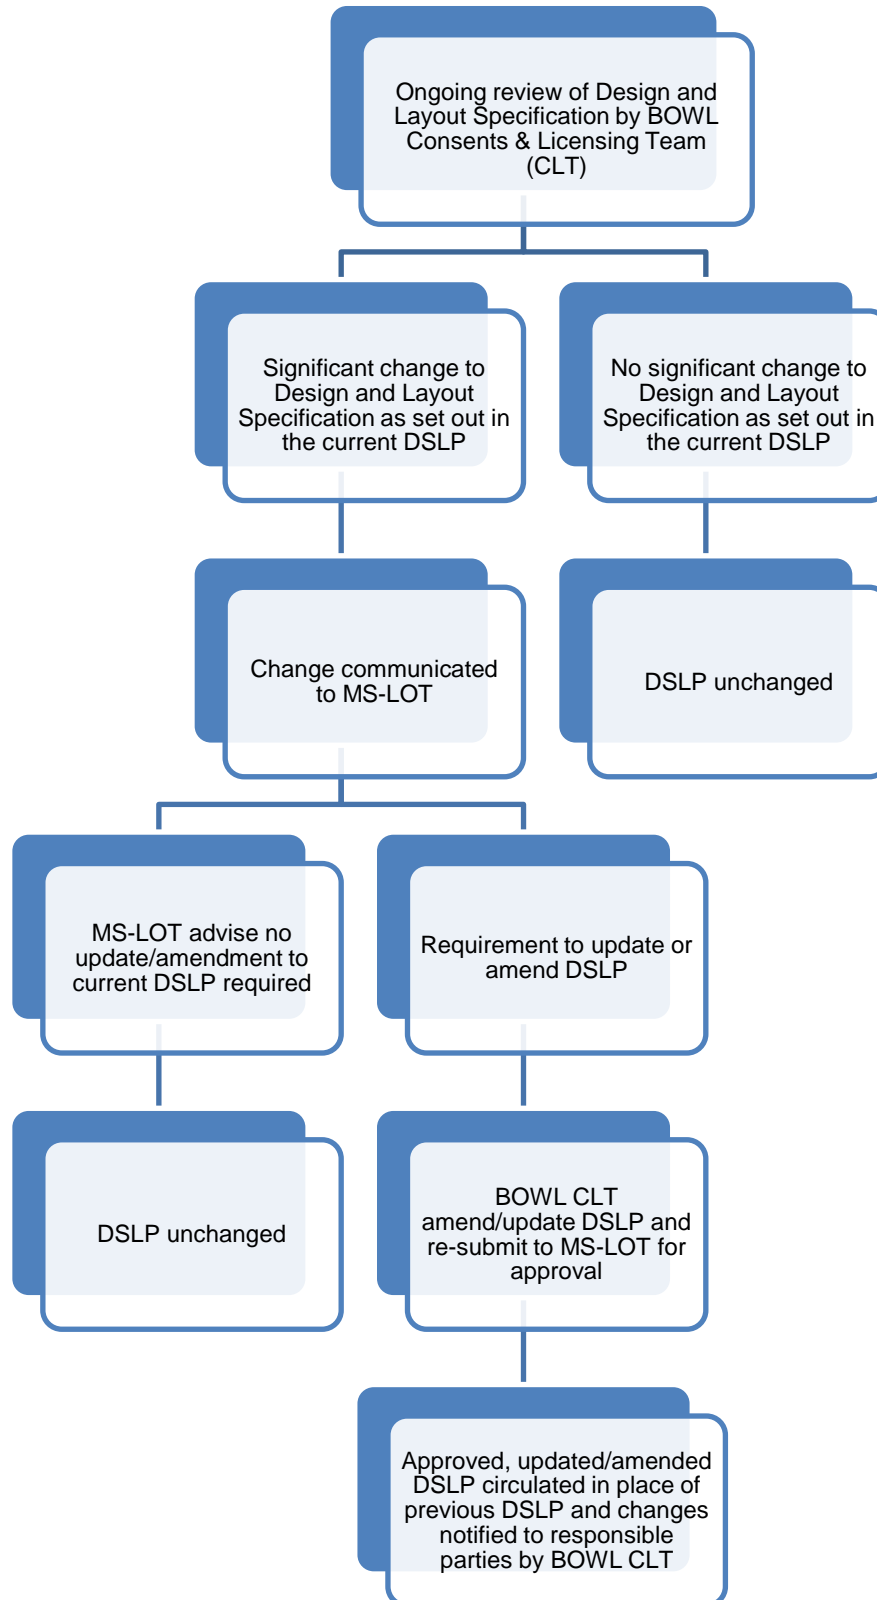 Ongoing review of Design and
Layout Specification by BOWL
Consents & Licensing Team
(CLT)
Significant change to
Design and Layout
Specification as set out in
the current DSLP
No significant change to
Design and Layout
Specification as set out in
the current DSLP
Change communicated
to MS-LOT
DSLP unchanged
MS-LOT advise no
update/amendment to
current DSLP required
Requirement to update or
amend DSLP
DSLP unchanged
BOWL CLT
amend/update DSLP and
re-submit to MS-LOT for
approval
Approved, updated/amended
DSLP circulated in place of
previous DSLP and changes
notified to responsible
parties by BOWL CLT